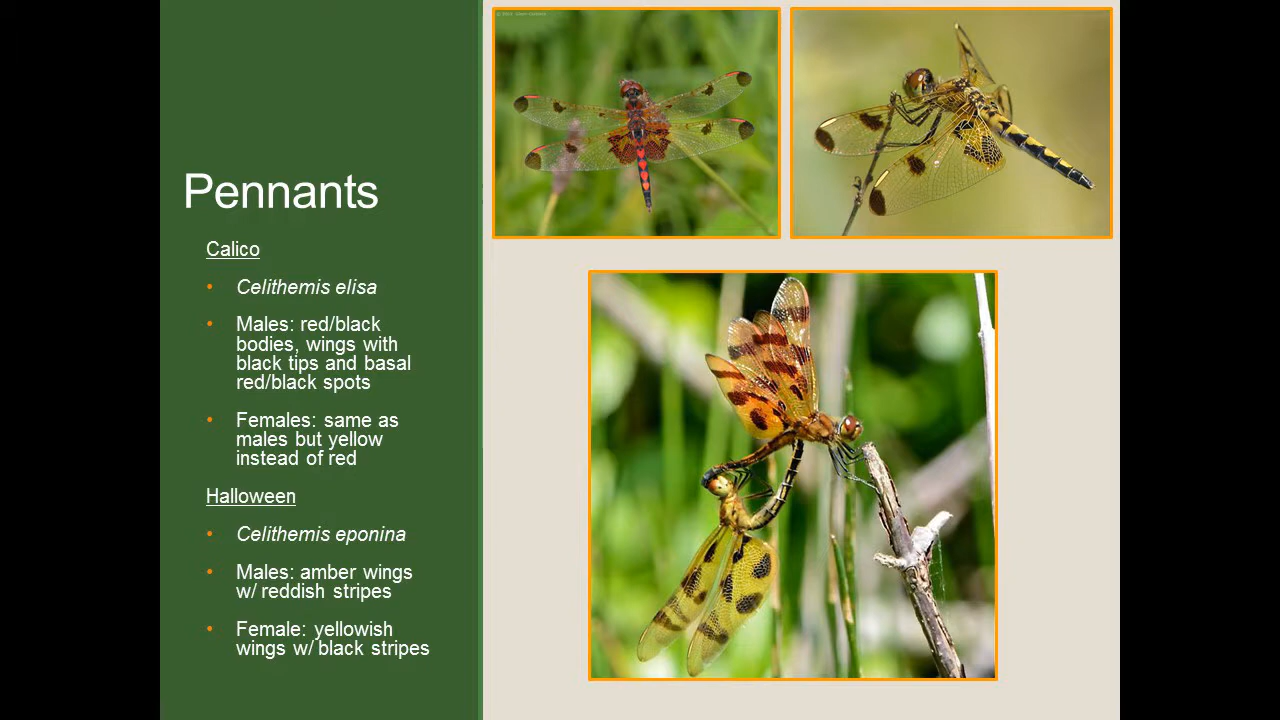 Pennants
Calico
• Celithemis elisa
• Males: red/black
bodies, wings with
black tips and basal
red/black spots
• Females: same as
males but yellow
instead of red
Halloween
• Celithemis eponina
• Males: amber wings
w/ reddish stripes
• Female: yellowish
wings w/ black stripes